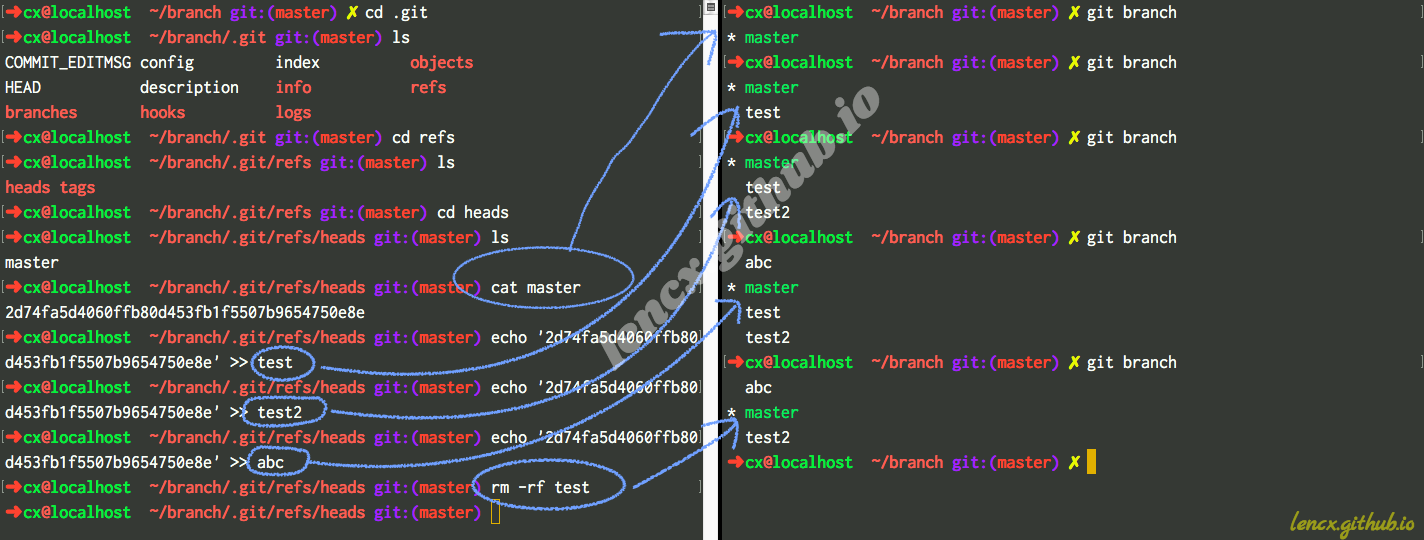 ➜cx@localhost ~/branch git:(master) ✗ cd .git
➜cx@localhost ~/branch/.git git:(master) ls
COMMIT_EDITMSG config index objects
HEAD description info refs
branches hooks logs
➜cx@localhost ~/branch/.git git:(master) cd refs
➜cx@localhost ~/branch/.git/refs git:(master) ls
heads tags
➜cx@localhost ~/branch/.git/refs git:(master) cd heads
➜cx@localhost ~/branch/.git/refs/heads git:(master) ls
master
➜cx@localhost ~/branch/.git/refs/heads git:(master) cat master
2d74fa5d4060ffb80d453fb1f5507b9654750e8e
➜cx@localhost ~/branch/.git/refs/heads git:(master) echo '2d74fa5d4060ffb80
d453fb1f5507b9654750e8e' >> test
➜cx@localhost ~/branch/.git/refs/heads git:(master) echo '2d74fa5d4060ffb80
d453fb1f5507b9654750e8e' >> test2
➜cx@localhost ~/branch/.git/refs/heads git:(master) echo '2d74fa5d4060ffb80
d453fb1f5507b9654750e8e' >> abc
➜cx@localhost ~/branch/.git/refs/heads git:(master) rm -rf test
➜cx@localhost ~/branch/.git/refs/heads git:(master)
➜cx@localhost ~/branch git:(master) ✗ git branch
* master
➜cx@localhost ~/branch git:(master) ✗ git branch
* master
test
➜cx@localhost ~/branch git:(master) ✗ git branch
* master
test
test2
➜cx@localhost ~/branch git:(master) ✗ git branch
abc
* master
test
test2
➜cx@localhost ~/branch git:(master) ✗ git branch
abc
* master
test2
➜cx@localhost ~/branch git:(master) ✗
lencx.github.io
lencx.github.io